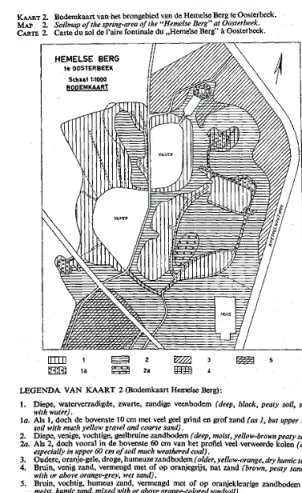 KAART 2. Bodemkaart van het brongebied van de Hemelse Berg te Oosterbeek.
MAP 2. Soilmap of the spring-area of the "Hemelse Berg" at Oosterbeek.
CARTE 2. Carte du sol de l'aire fontinale du „Hemelse Berg" à Oosterbeek.
HEMELSE BERG
te OOSTERBEEK
Schaal 1:1000
BODEMKAART
VIJVER
VIJVER
HUIS
1 2 3 5
1a 2a 4
LEGENDA VAN KAART 2 (Bodemkaart Hemelse Berg):
1. Diepe, waterverzadigde, zwarte, zandige veenbodem (deep, black, peaty soil,
with water).
1a. Als 1, doch de bovenste 10 cm met veel geel grind en grof zand (as 1, but upper
soil with much yellow gravel and coarse sand).
2. Diepe, venige, vochtige, geelbruine zandbodem (deep, moist, yellow-brown peaty
2a. Als 2, doch vooral in de bovenste 60 cm van het profiel veel verweerde kolen
especially in upper 60 cm of soil much weathered coal).
3. Oudere, oranje-gele, droge, humeuze zandbodem (older, yellow-orange, dry humic
4. Bruin, venig zand, vermengd met of op oranjegrijs, nat zand (brown, peaty
with or above orange-grey, wet sand).
5. Bruin, vochtig, humeus zand, vermengd met of op oranjekleurige zandbodem
moist, humic sand, mixed with or above orange-colored